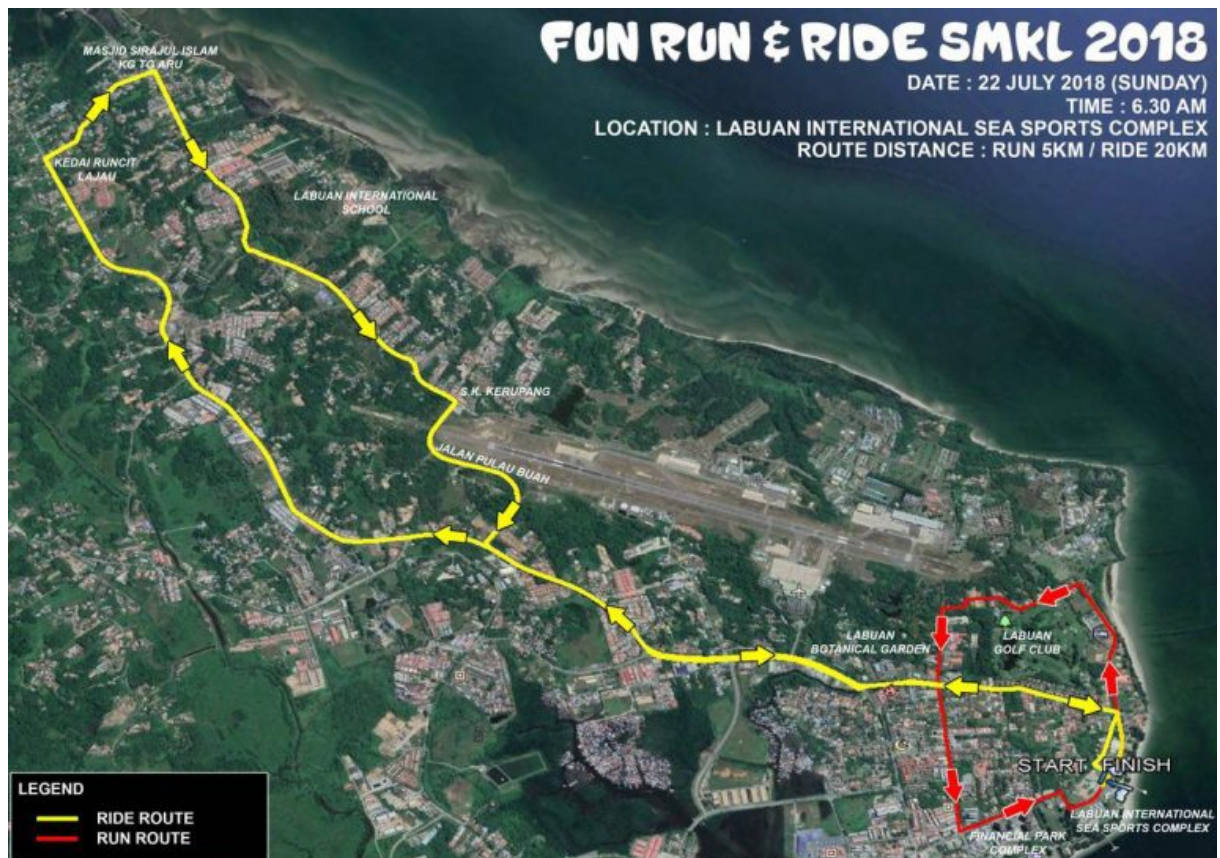 FUN RUN & RIDE SMKL 2018
DATE : 22 JULY 2018 (SUNDAY)
TIME : 6.30 AM
LOCATION : LABUAN INTERNATIONAL SEA SPORTS COMPLEX
ROUTE DISTANCE : RUN 5KM / RIDE 20KM
MASJID SIRAJUL ISLAM
KG TG ARU
KEDAI RUNCIT
LAJAU
LABUAN INTERNATIONAL
SCHOOL
S.K. KERUPANG
JALAN PULAU BUAH
LABUAN
BOTANICAL GARDEN
LABUAN
GOLF CLUB
START FINISH
LABUAN INTERNATIONAL
SEA SPORTS COMPLEX
FINANCIAL PARK
COMPLEX
LEGEND
RIDE ROUTE
RUN ROUTE